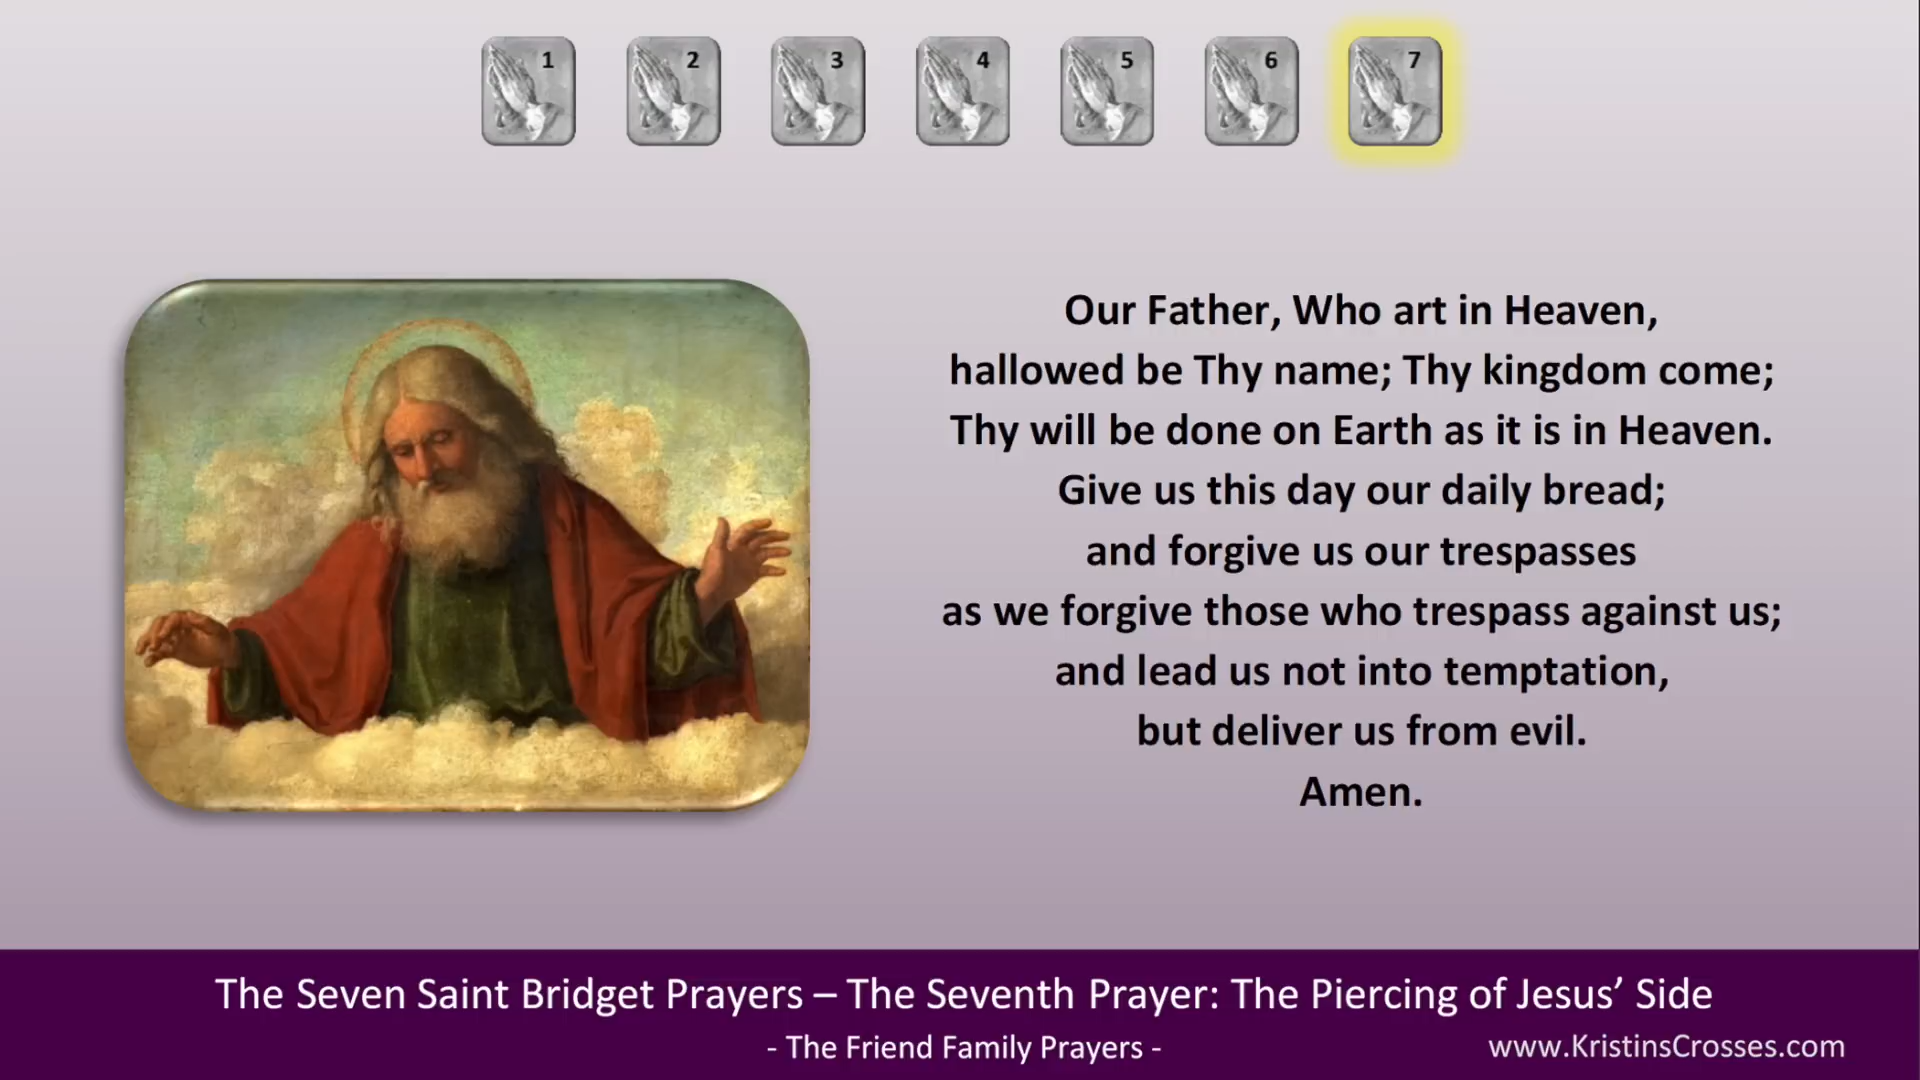 1 2 3 4 5 6 7
Our Father, Who art in Heaven,
hallowed be Thy name; Thy kingdom come;
Thy will be done on Earth as it is in Heaven.
Give us this day our daily bread;
and forgive us our trespasses
as we forgive those who trespass against us;
and lead us not into temptation,
but deliver us from evil.
Amen.
The Seven Saint Bridget Prayers – The Seventh Prayer: The Piercing of Jesus’ Side
- The Friend Family Prayers -
www.KristinsCrosses.com